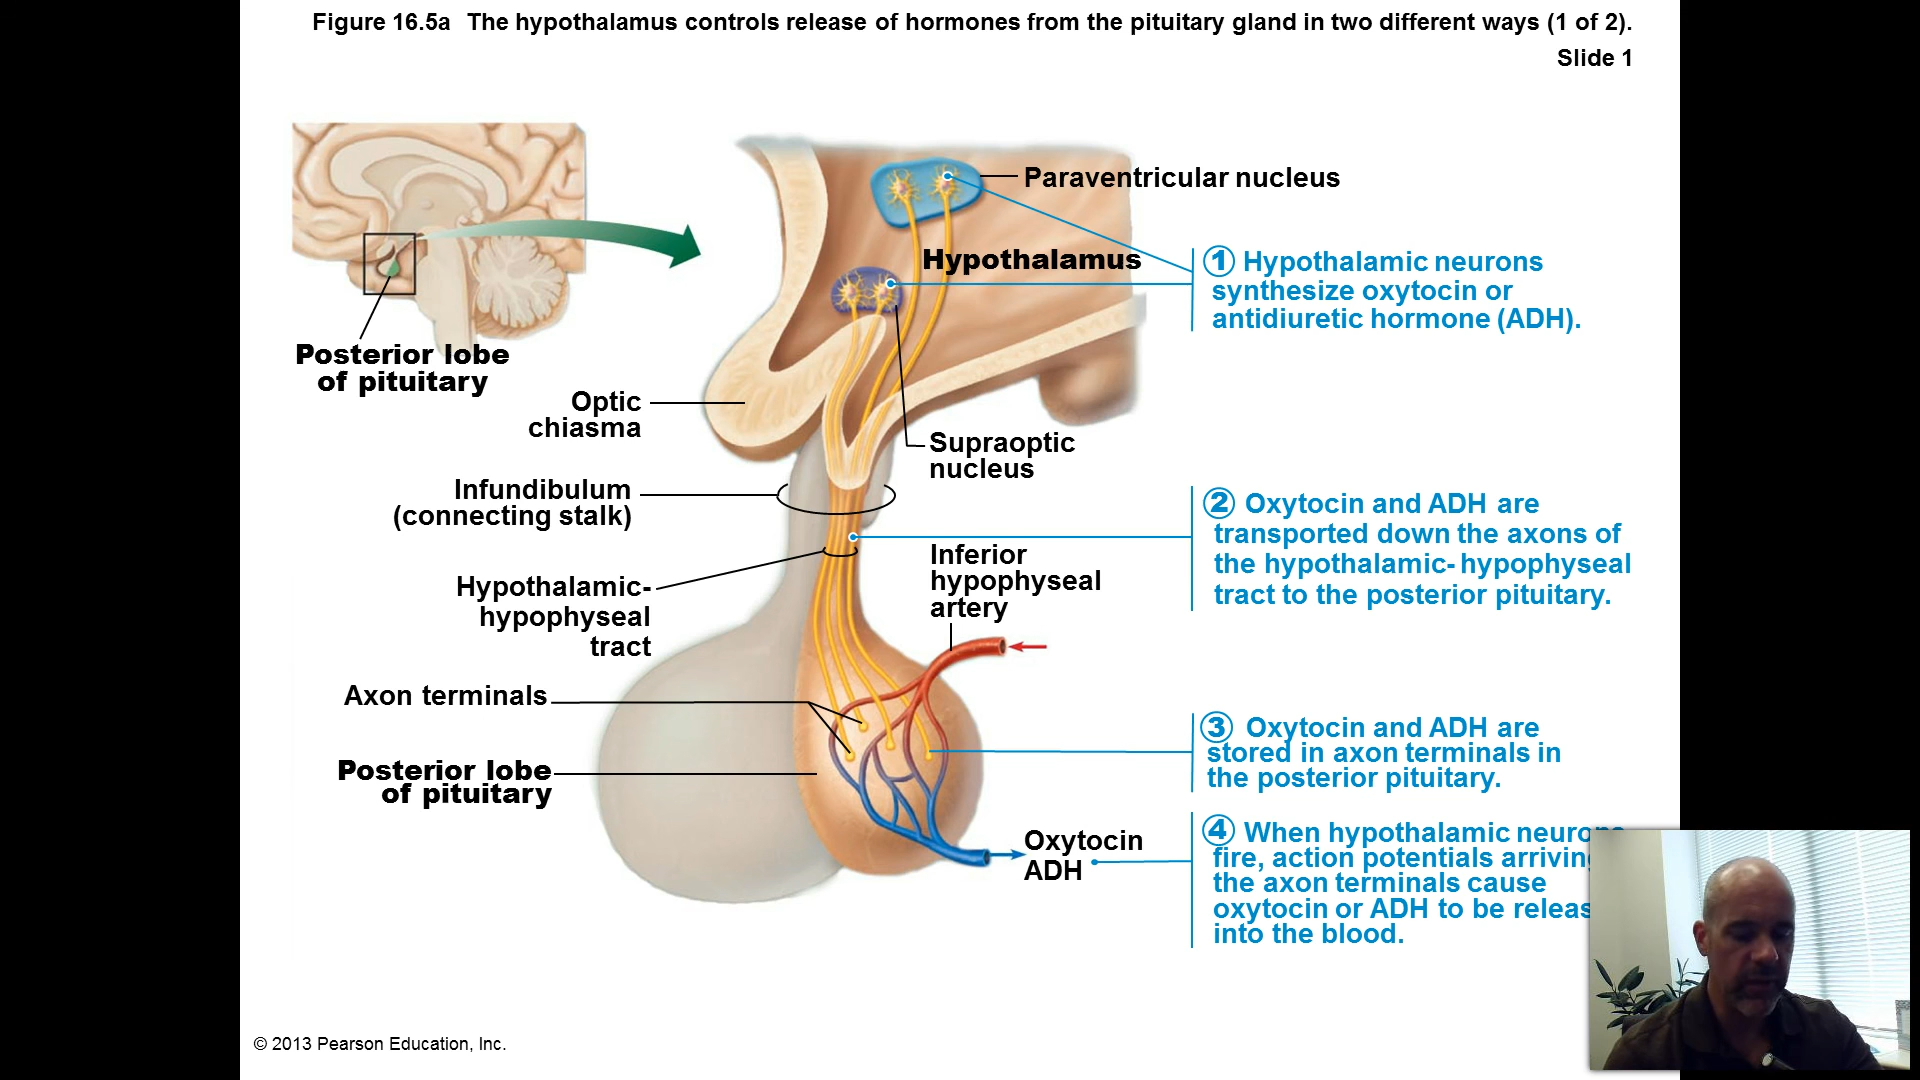 Figure 16.5a The hypothalamus controls release of hormones from the pituitary gland in two different ways (1 of 2).
Slide 1
Paraventricular nucleus
Hypothalamus
① Hypothalamic neurons
synthesize oxytocin or
antidiuretic hormone (ADH).
Posterior lobe
of pituitary
Optic
chiasma
Supraoptic
nucleus
Infundibulum
(connecting stalk)
② Oxytocin and ADH are
transported down the axons of
the hypothalamic- hypophyseal
tract to the posterior pituitary.
Inferior
hypophyseal
artery
Hypothalamic-
hypophyseal
tract
Axon terminals
③ Oxytocin and ADH are
stored in axon terminals in
the posterior pituitary.
Posterior lobe
of pituitary
Oxytocin
ADH
④ When hypothalamic
fire, action potentials
the axon terminals cause
oxytocin or ADH to be
into the blood.
© 2013 Pearson Education, Inc.